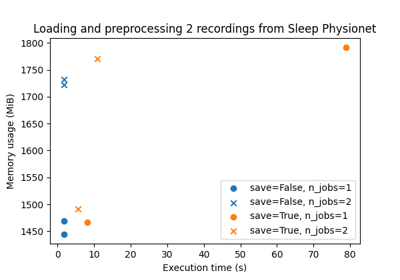 Loading and preprocessing 2 recordings from Sleep Physionet
1800
1750
1700
1650
1600
1550
1500
1450
Memory usage (MiB)
save=False, n_jobs=1
save=False, n_jobs=2
save=True, n_jobs=1
save=True, n_jobs=2
0 10 20 30 40 50 60 70 80
Execution time (s)